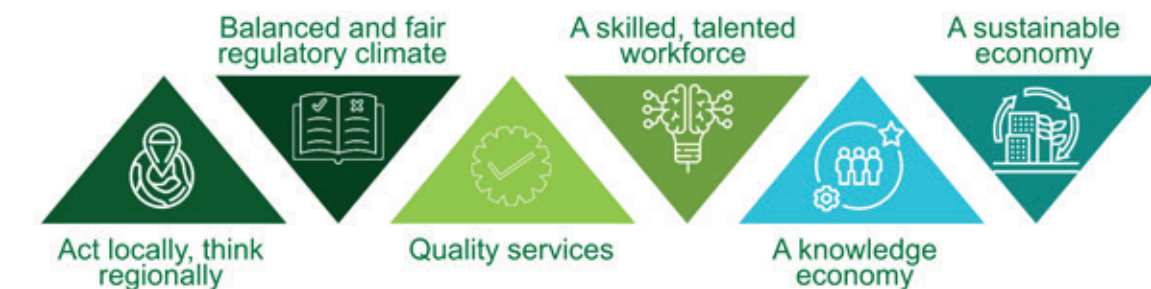 Balanced and fair
regulatory climate
A skilled, talented
workforce
A sustainable
economy
Act locally, think
regionally
Quality services
A knowledge
economy